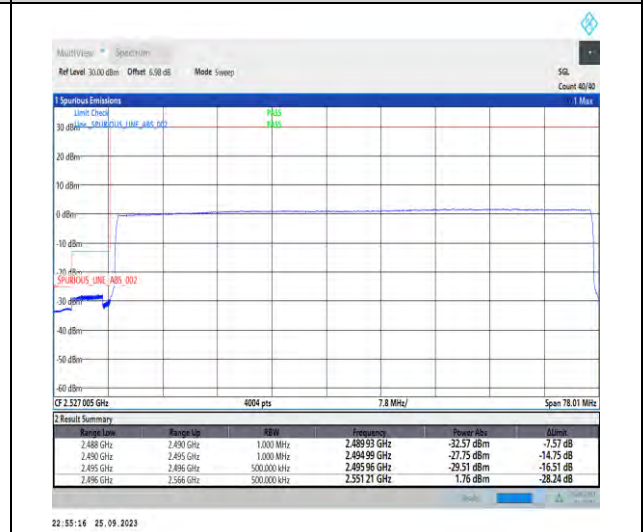 MultiView Spectrum
Ref Level 30.00 dBm Offset 6.98 dB Mode Sweep SGL
Count 40/40
1 Spurious Emissions 1 Max
Limit Check PASS
30 dBm Line_SPURIOUS_LINE_ABS_002 PASS
20 dBm
10 dBm
0 dBm
-10 dBm
-20 dBm
SPURIOUS_LINE_ABS_002
-30 dBm
-40 dBm
-50 dBm
-60 dBm
CF 2.527 005 GHz 4004 pts 7.8 MHz/ Span 78.01 MHz
2 Result Summary
Range Low Range Up RBW Frequency Power Abs ΔLimit
2.488 GHz 2.490 GHz 1.000 MHz 2.489 93 GHz -32.57 dBm -7.57 dB
2.490 GHz 2.495 GHz 1.000 MHz 2.494 99 GHz -27.75 dBm -14.75 dB
2.495 GHz 2.496 GHz 500.000 kHz 2.495 96 GHz -29.51 dBm -16.51 dB
2.496 GHz 2.566 GHz 500.000 kHz 2.551 21 GHz 1.76 dBm -28.24 dB
22:55:16 25.09.2023